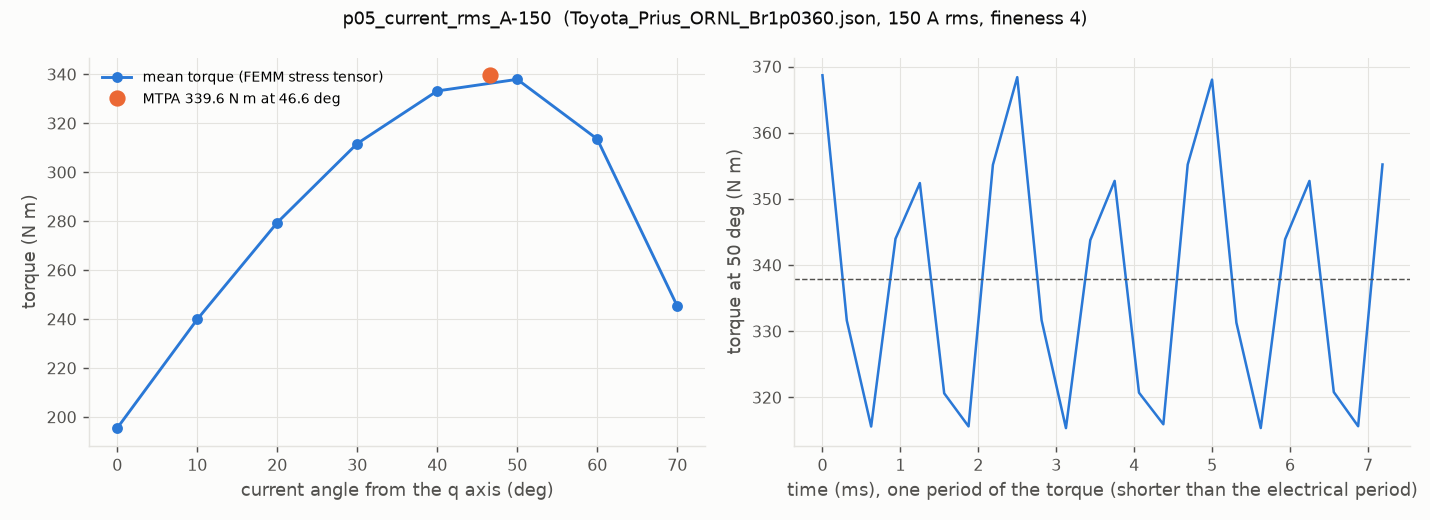 p05_current_rms_A-150  (Toyota_Prius_ORNL_Br1p0360.json, 150 A rms, fineness 4)
mean torque (FEMM stress tensor)
MTPA 339.6 N m at 46.6 deg
torque (N m)
340
320
300
280
260
240
220
200
0 10 20 30 40 50 60 70
current angle from the q axis (deg)
torque at 50 deg (N m)
370
360
350
340
330
320
0 1 2 3 4 5 6 7
time (ms), one period of the torque (shorter than the electrical period)